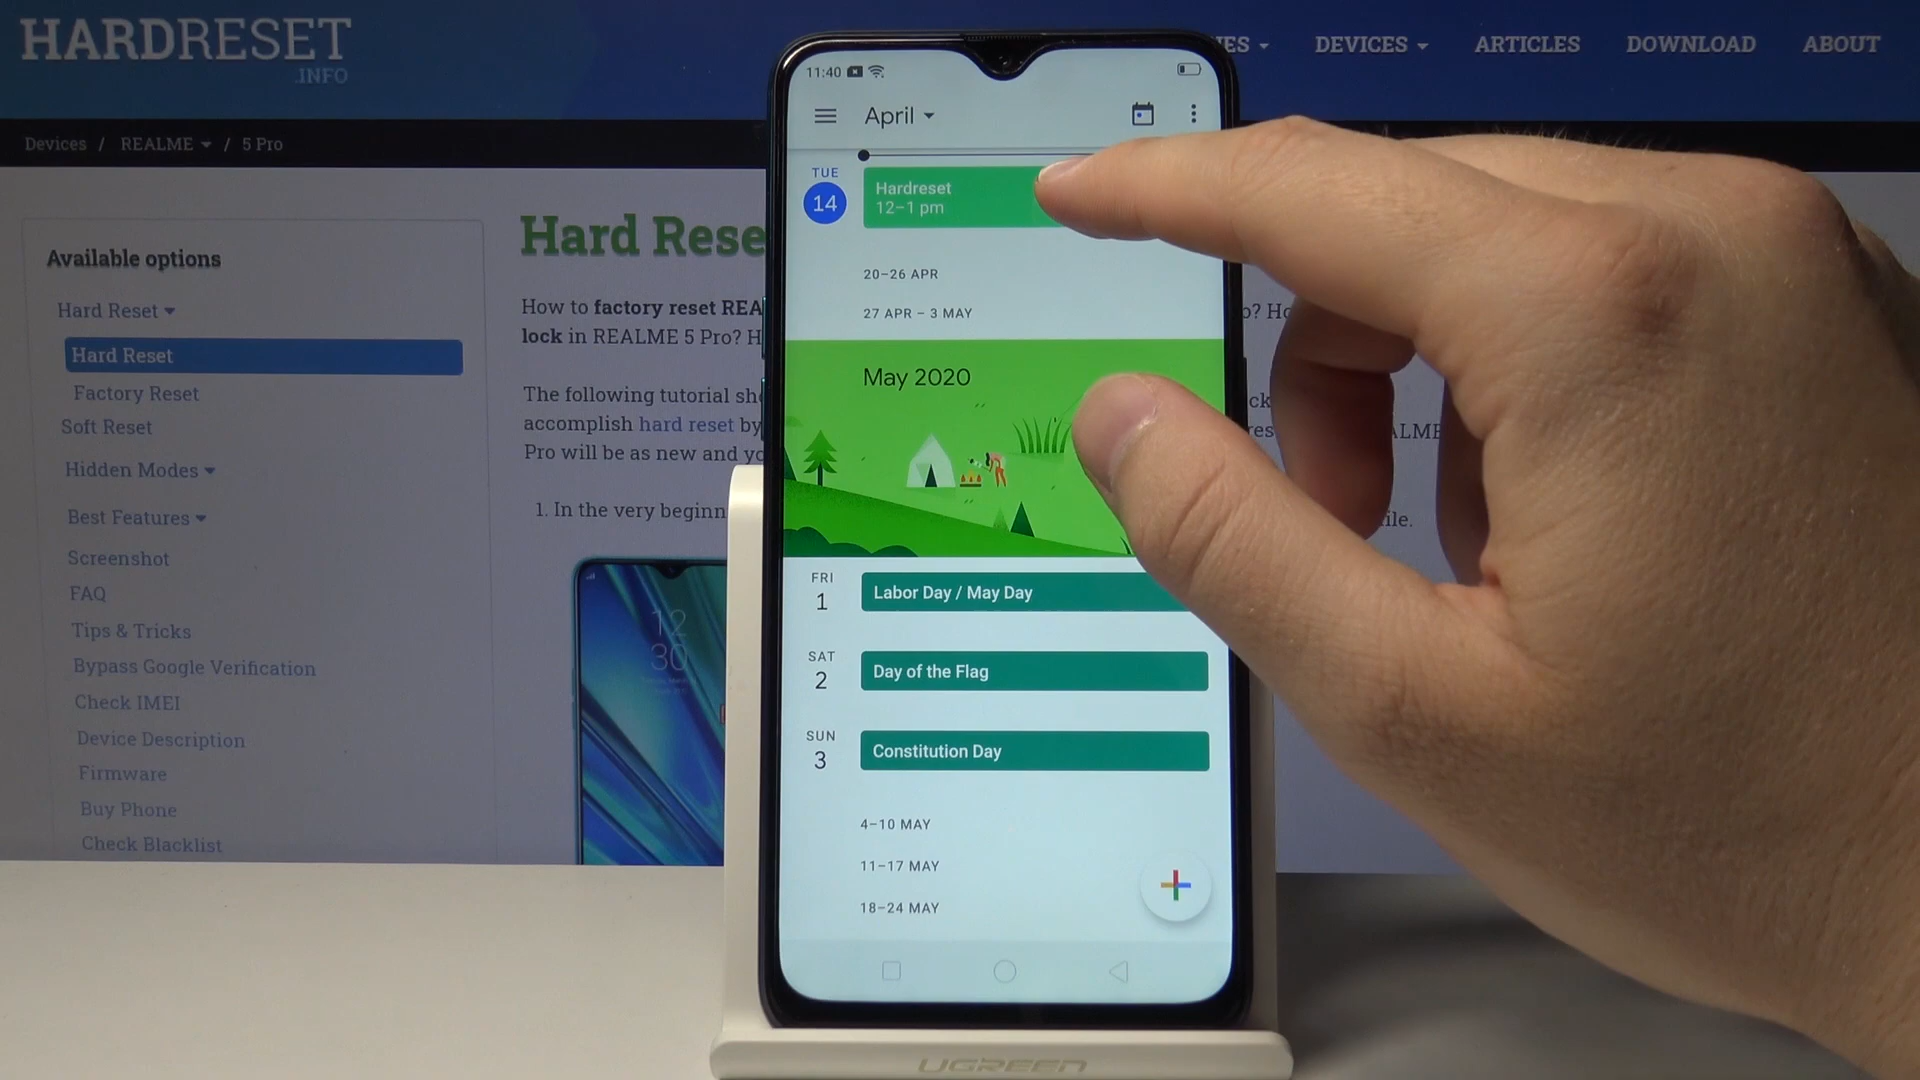 HARDRESET
.INFO
DEVICES
ARTICLES
DOWNLOAD
ABOUT
Devices / REALME / 5 Pro
Available options
Hard Reset
Hard Reset
Factory Reset
Soft Reset
Hidden Modes
Best Features
Screenshot
FAQ
Tips & Tricks
Bypass Google Verification
Check IMEI
Device Description
Firmware
Buy Phone
Check Blacklist
Hard Rese
How to factory reset REA
lock in REALME 5 Pro? H
The following tutorial sh
accomplish hard reset by
Pro will be as new and yo
1. In the very beginn
12
30
11:40
April
TUE
14
Hardreset
12–1 pm
20–26 APR
27 APR – 3 MAY
May 2020
FRI
1
Labor Day / May Day
SAT
2
Day of the Flag
SUN
3
Constitution Day
4–10 MAY
11–17 MAY
18–24 MAY
UGREEN